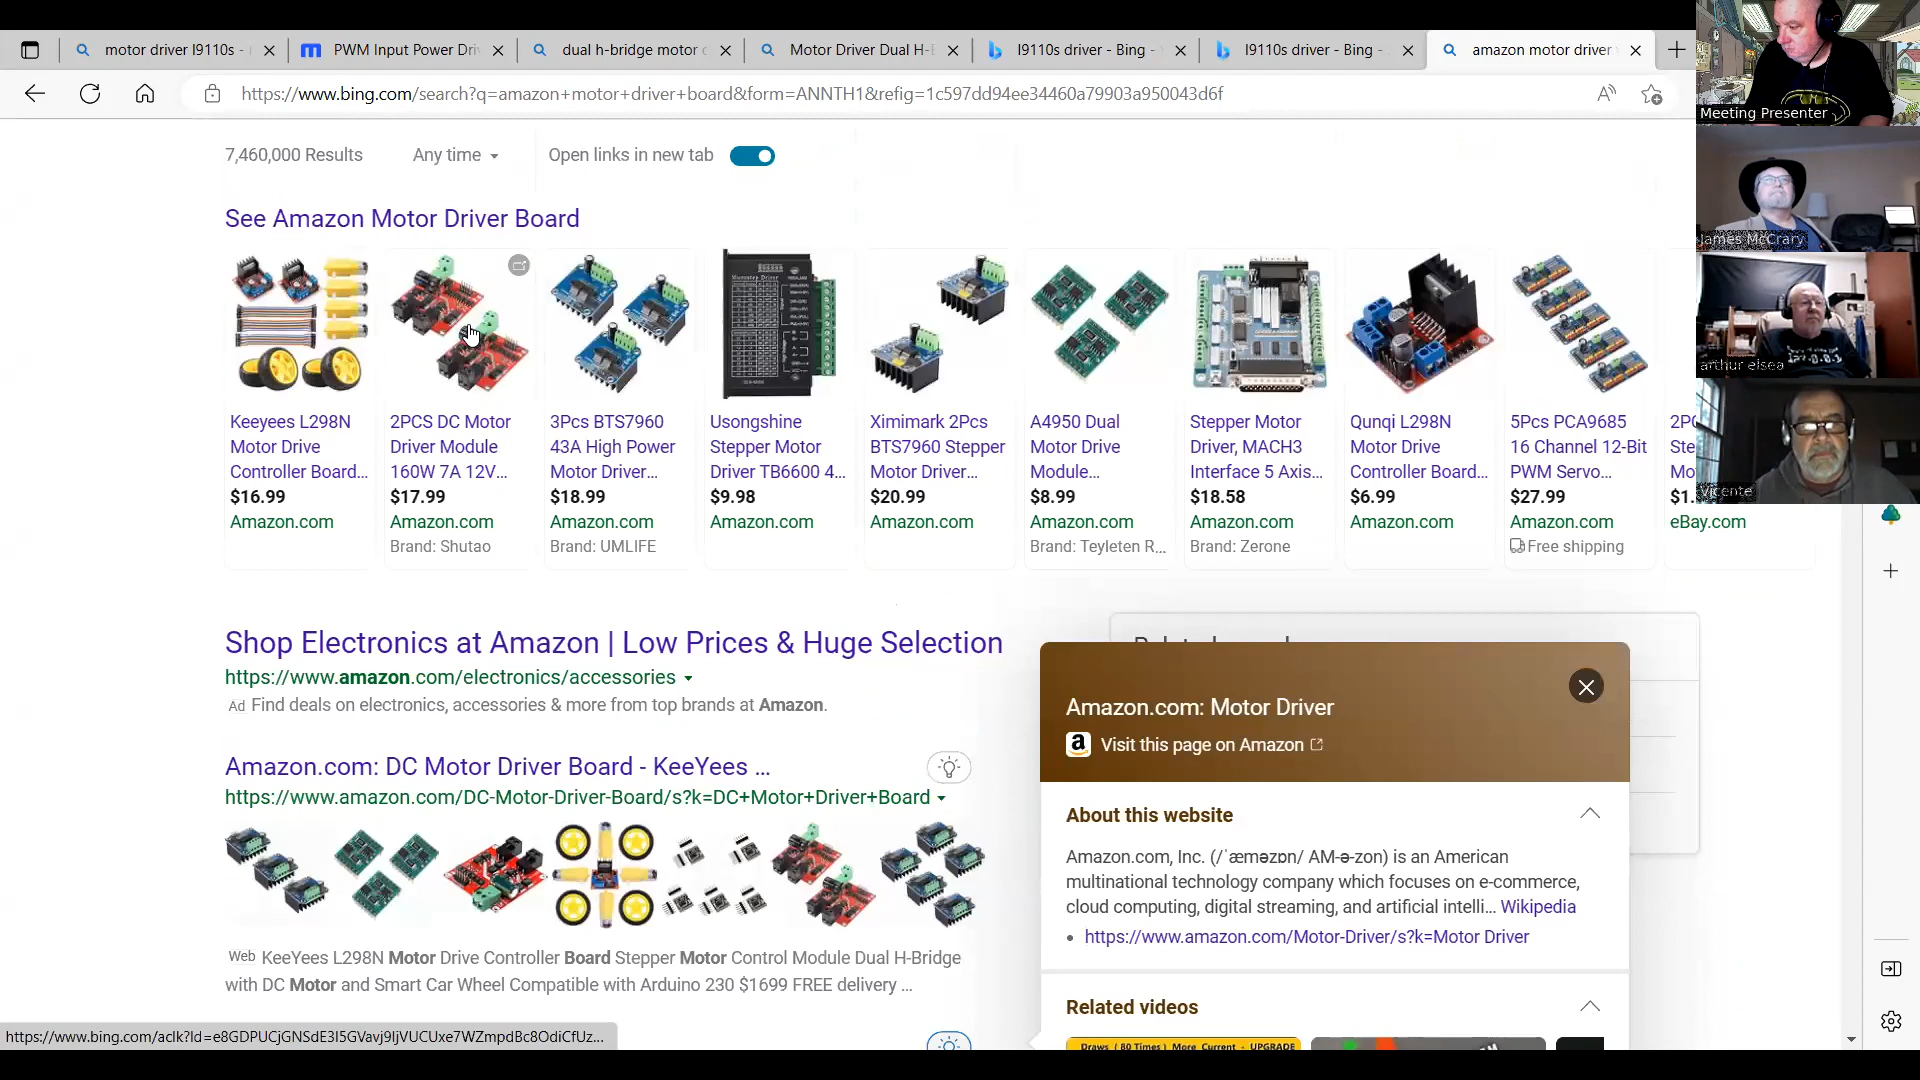 motor driver l9110s -
PWM Input Power Dri
dual h-bridge motor
Motor Driver Dual H-
l9110s driver - Bing -
l9110s driver - Bing -
amazon motor driver
https://www.bing.com/search?q=amazon+motor+driver+board&form=ANNTH1&refig=1c597dd94ee34460a79903a950043d6f
Meeting Presenter
James McCrary
arthur elsea
Vicente
7,460,000 Results
Any time
Open links in new tab
See Amazon Motor Driver Board
Keeyees L298N
Motor Drive
Controller Board...
$16.99
Amazon.com
2PCS DC Motor
Driver Module
160W 7A 12V...
$17.99
Amazon.com
Brand: Shutao
3Pcs BTS7960
43A High Power
Motor Driver...
$18.99
Amazon.com
Brand: UMLIFE
Usongshine
Stepper Motor
Driver TB6600 4...
$9.98
Amazon.com
Ximimark 2Pcs
BTS7960 Stepper
Motor Driver...
$20.99
Amazon.com
A4950 Dual
Motor Drive
Module...
$8.99
Amazon.com
Brand: Teyleten R...
Stepper Motor
Driver, MACH3
Interface 5 Axis...
$18.58
Amazon.com
Brand: Zerone
Qunqi L298N
Motor Drive
Controller Board...
$6.99
Amazon.com
5Pcs PCA9685
16 Channel 12-Bit
PWM Servo...
$27.99
Amazon.com
Free shipping
2PC
Ste
Mo
$1.
eBay.com
Shop Electronics at Amazon | Low Prices & Huge Selection
https://www.amazon.com/electronics/accessories
Ad Find deals on electronics, accessories & more from top brands at Amazon.
Amazon.com: DC Motor Driver Board - KeeYees ...
https://www.amazon.com/DC-Motor-Driver-Board/s?k=DC+Motor+Driver+Board
Web KeeYees L298N Motor Drive Controller Board Stepper Motor Control Module Dual H-Bridge
with DC Motor and Smart Car Wheel Compatible with Arduino 230 $1699 FREE delivery ...
Amazon.com: Motor Driver
Visit this page on Amazon
About this website
Amazon.com, Inc. (/ˈæməzɒn/ AM-ə-zon) is an American
multinational technology company which focuses on e-commerce,
cloud computing, digital streaming, and artificial intelli... Wikipedia
https://www.amazon.com/Motor-Driver/s?k=Motor Driver
Related videos
Draws ( 80 Times ) More Current - UPGRADE
https://www.bing.com/aclk?ld=e8GDPUCjGNSdE3I5GVavj9ljVUCUxe7WZmpdBc8OdiCfUz...